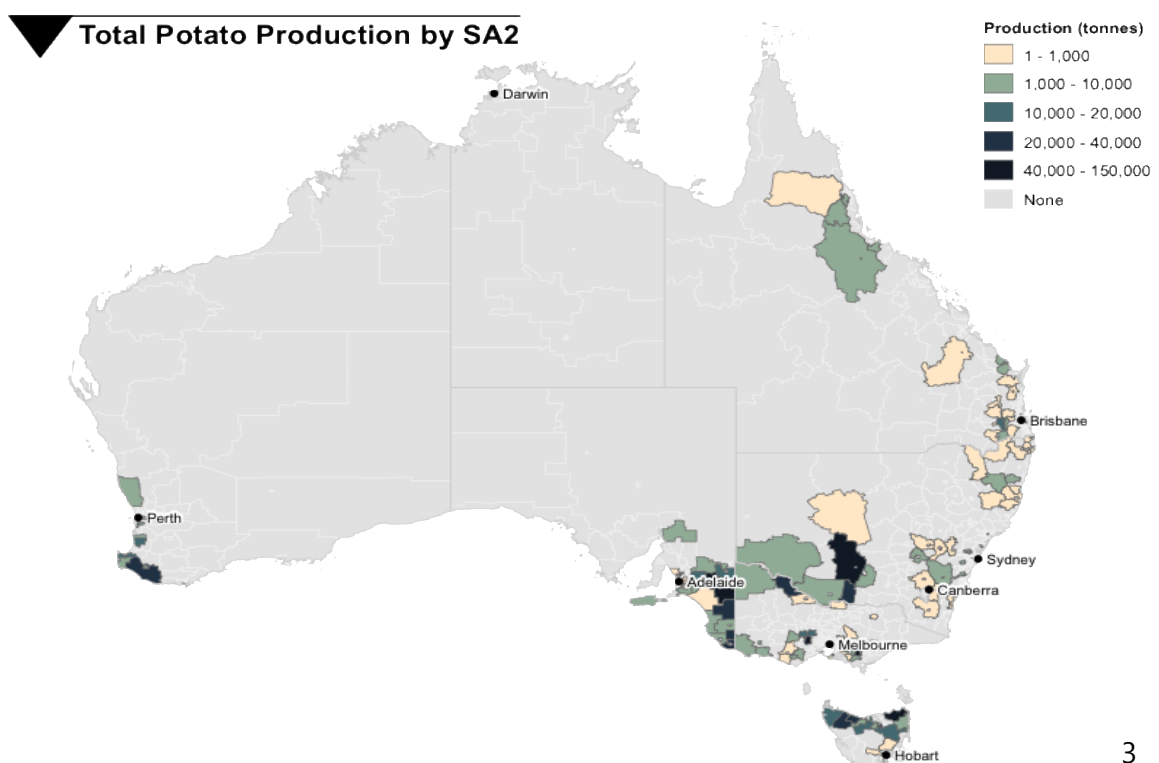 Total Potato Production by SA2
Production (tonnes)
1 - 1,000
1,000 - 10,000
10,000 - 20,000
20,000 - 40,000
40,000 - 150,000
None
Darwin
Brisbane
Perth
Sydney
Adelaide
Canberra
Melbourne
Hobart
3